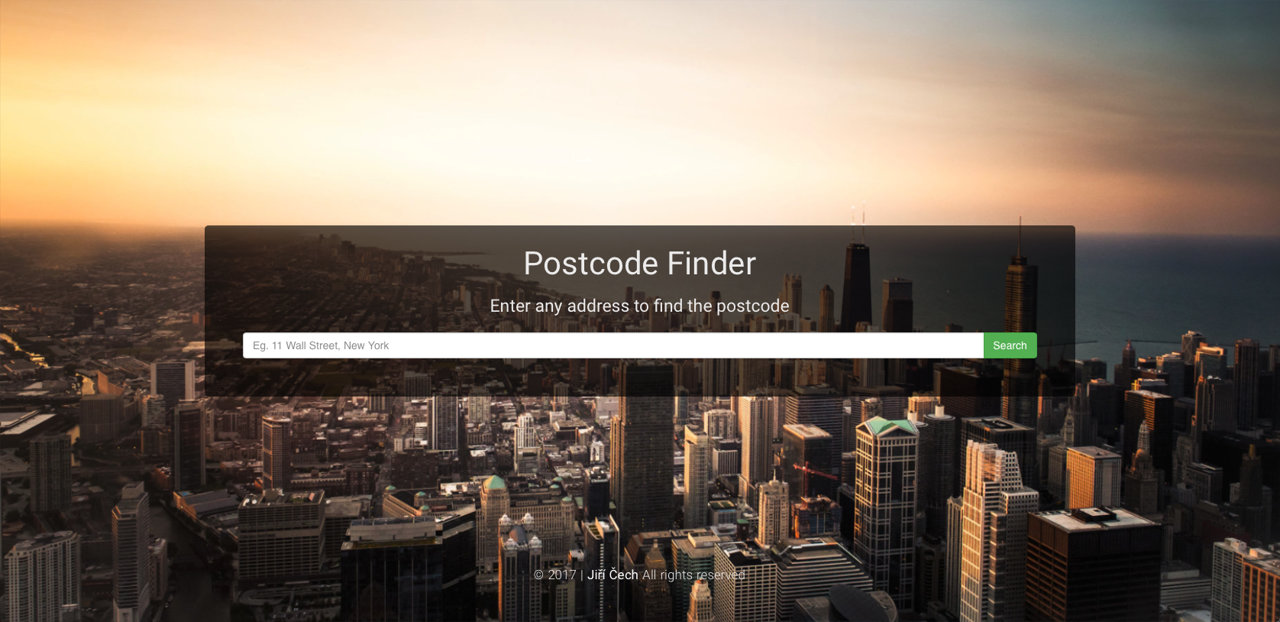 Postcode Finder
Enter any address to find the postcode
Eg. 11 Wall Street, New York
Search
© 2017 | Jiří Čech All rights reserved